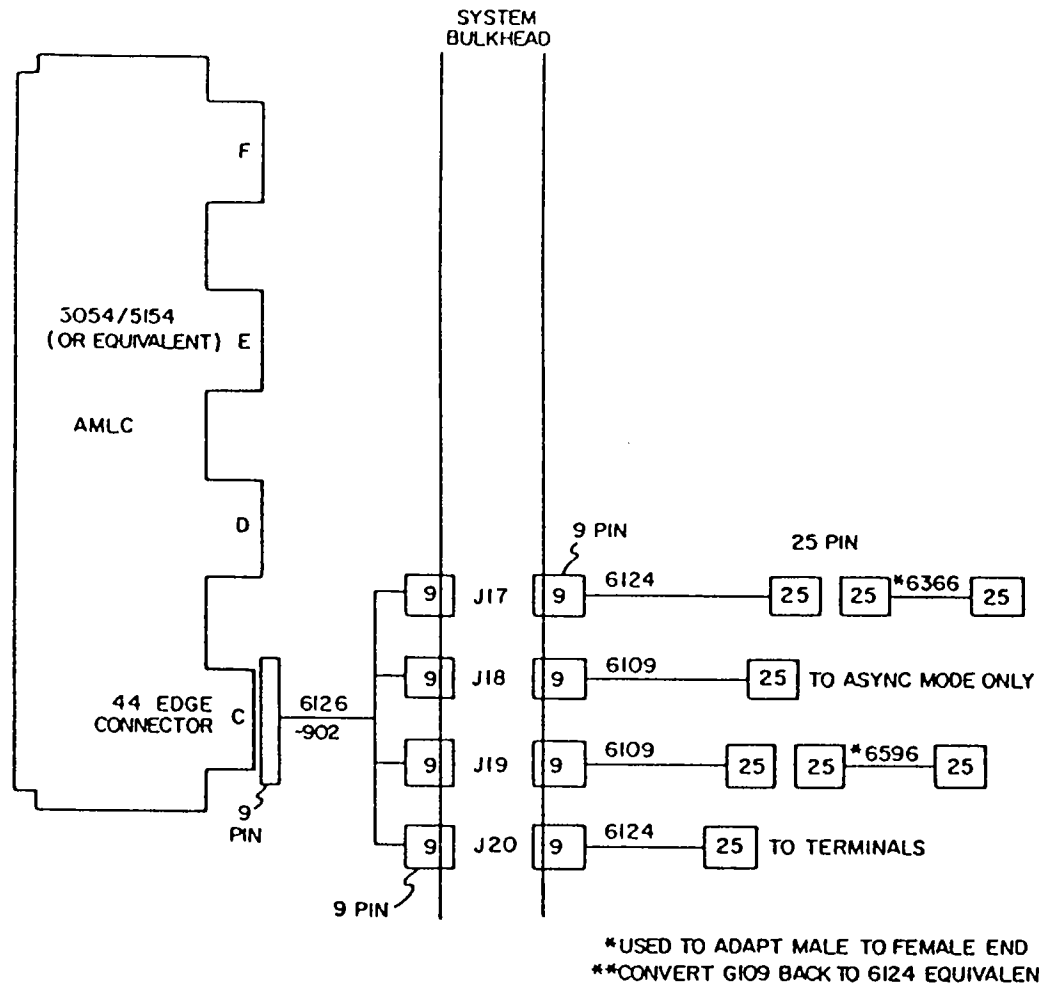 SYSTEM
BULKHEAD
F
3054/5154
(OR EQUIVALENT) E
AMLC
D
9 PIN
25 PIN
9 J17 9 6124 25 25 *6366 25
9 J18 9 6109 25 TO ASYNC MODE ONLY
44 EDGE
CONNECTOR C
6126
-902
9 J19 9 6109 25 25 *6596 25
9
PIN
9 J20 9 6124 25 TO TERMINALS
9 PIN
*USED TO ADAPT MALE TO FEMALE END
**CONVERT G109 BACK TO 6124 EQUIVALEN